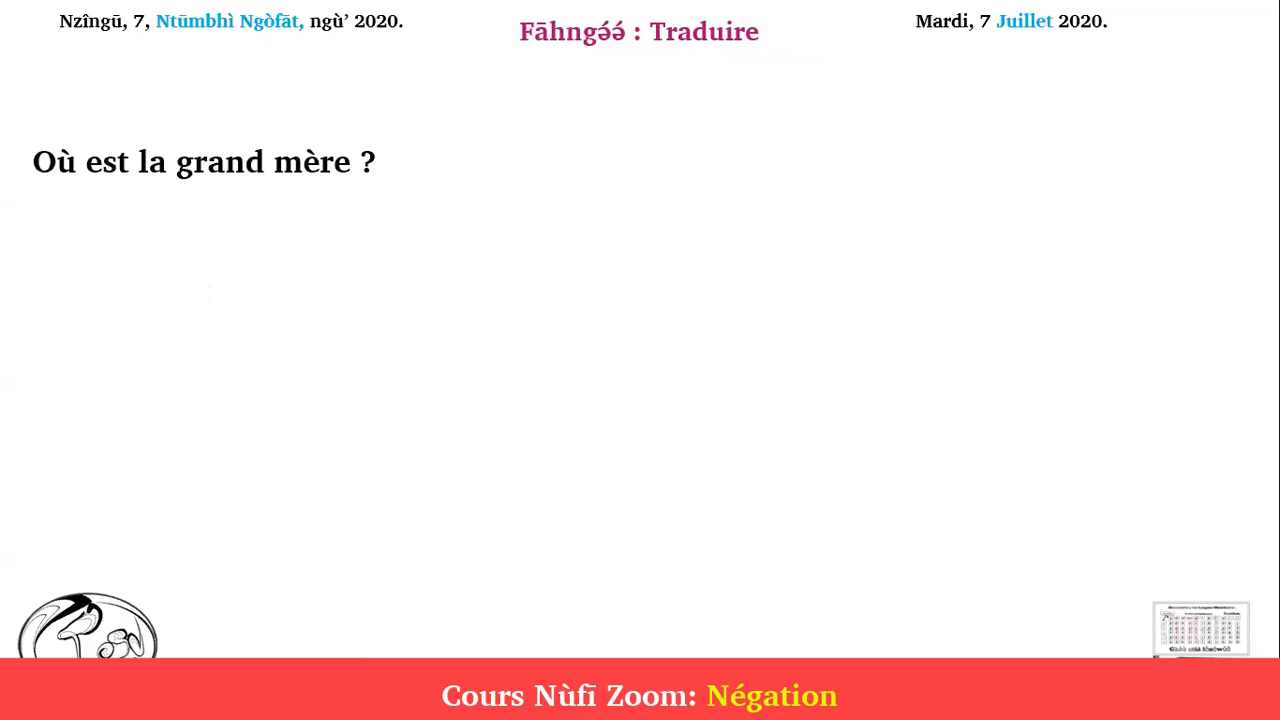 Nzîngū, 7, Ntūmbhì Ngòfāt, ngù’ 2020.
Fāhngə́ə́ : Traduire
Mardi, 7 Juillet 2020.
Où est la grand mère ?
Cours Nùfī Zoom: Négation